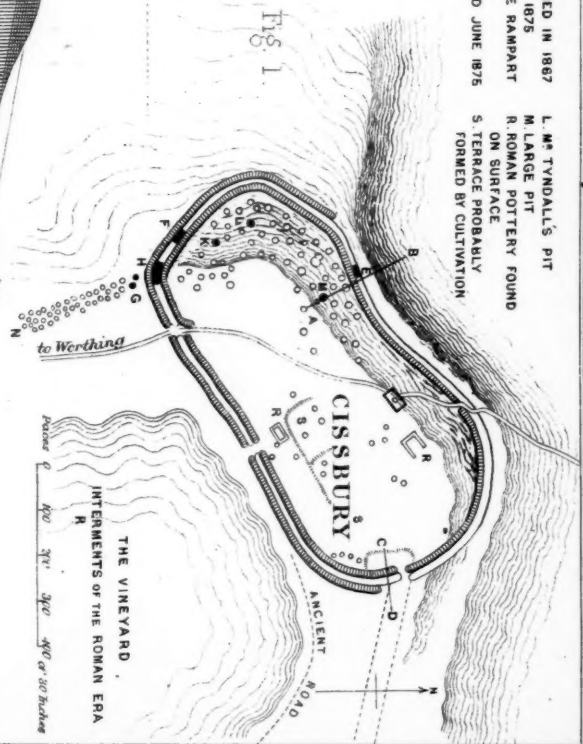 ED IN 1867
1875
E RAMPART
D JUNE 1875
L. Mr TYNDALL'S PIT
M. LARGE PIT
R. ROMAN POTTERY FOUND
ON SURFACE
S. TERRACE PROBABLY
FORMED BY CULTIVATION
Fig 1.
B
E
R
N
D
C
M
A
CISSBURY
S
L
K
R
S
F
H
G
ANCIENT ROAD
N
to Worthing
THE VINEYARD
INTERMENTS OF THE ROMAN ERA
R
Paces 0 100 200 300 400 of 30 Inches